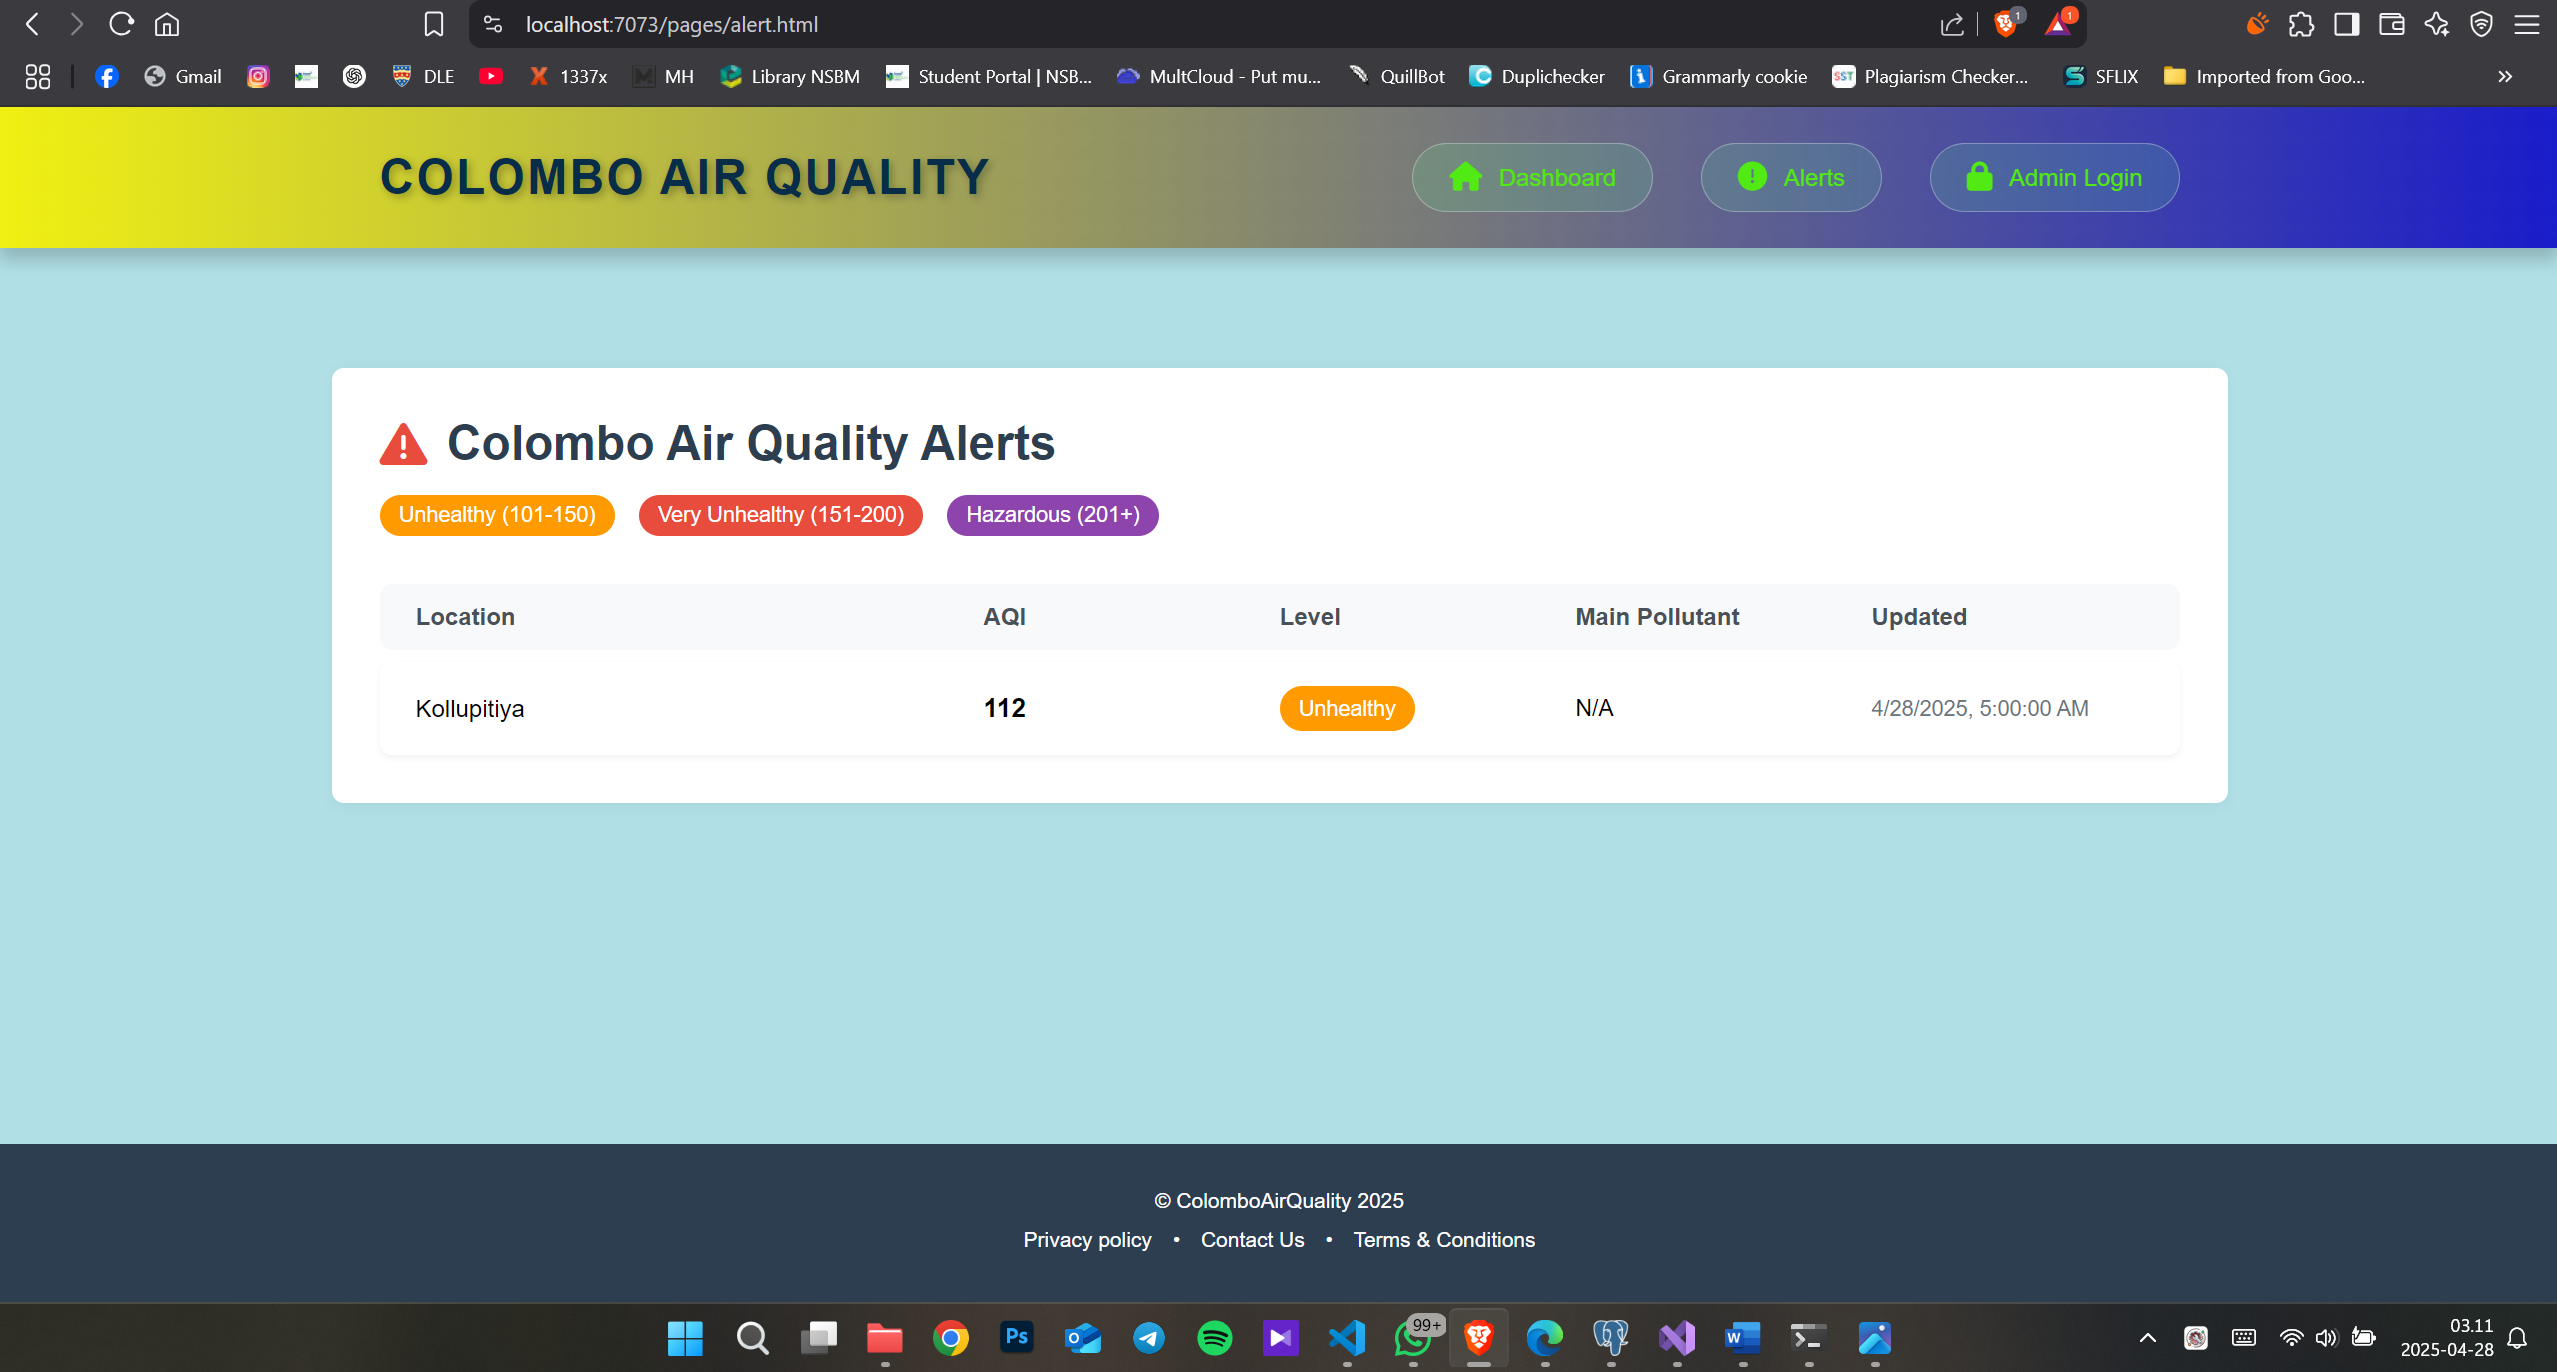 localhost:7073/pages/alert.html
1
1
Gmail
DLE
1337x
MH
Library NSBM
Student Portal | NSB...
MultCloud - Put mu...
QuillBot
Duplichecker
Grammarly cookie
SST
Plagiarism Checker...
SFLIX
Imported from Goo...
COLOMBO AIR QUALITY
Dashboard
Alerts
Admin Login
Colombo Air Quality Alerts
Unhealthy (101-150)
Very Unhealthy (151-200)
Hazardous (201+)
Location AQI Level Main Pollutant Updated
Kollupitiya 112 Unhealthy N/A 4/28/2025, 5:00:00 AM
© ColomboAirQuality 2025
Privacy policy • Contact Us • Terms & Conditions
Ps
99+
03.11
2025-04-28